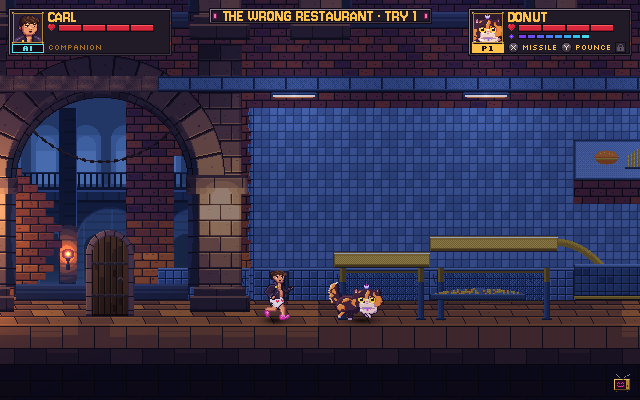 CARL
AI
COMPANION
THE WRONG RESTAURANT · TRY 1
DONUT
P1
X MISSILE Y POUNCE